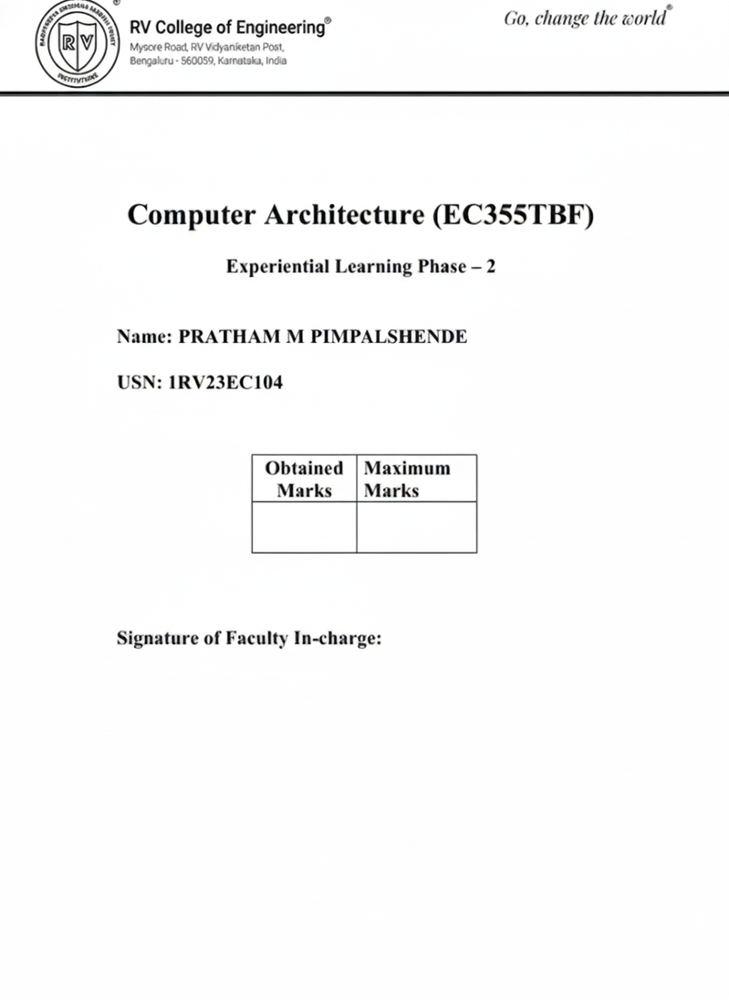 RV
INSTITUTIONS
RV College of Engineering®
Mysore Road, RV Vidyaniketan Post,
Bengaluru - 560059, Karnataka, India
Go, change the world®
Computer Architecture (EC355TBF)
Experiential Learning Phase – 2
Name: PRATHAM M PIMPALSHENDE
USN: 1RV23EC104
Obtained Maximum
Marks Marks
Signature of Faculty In-charge: